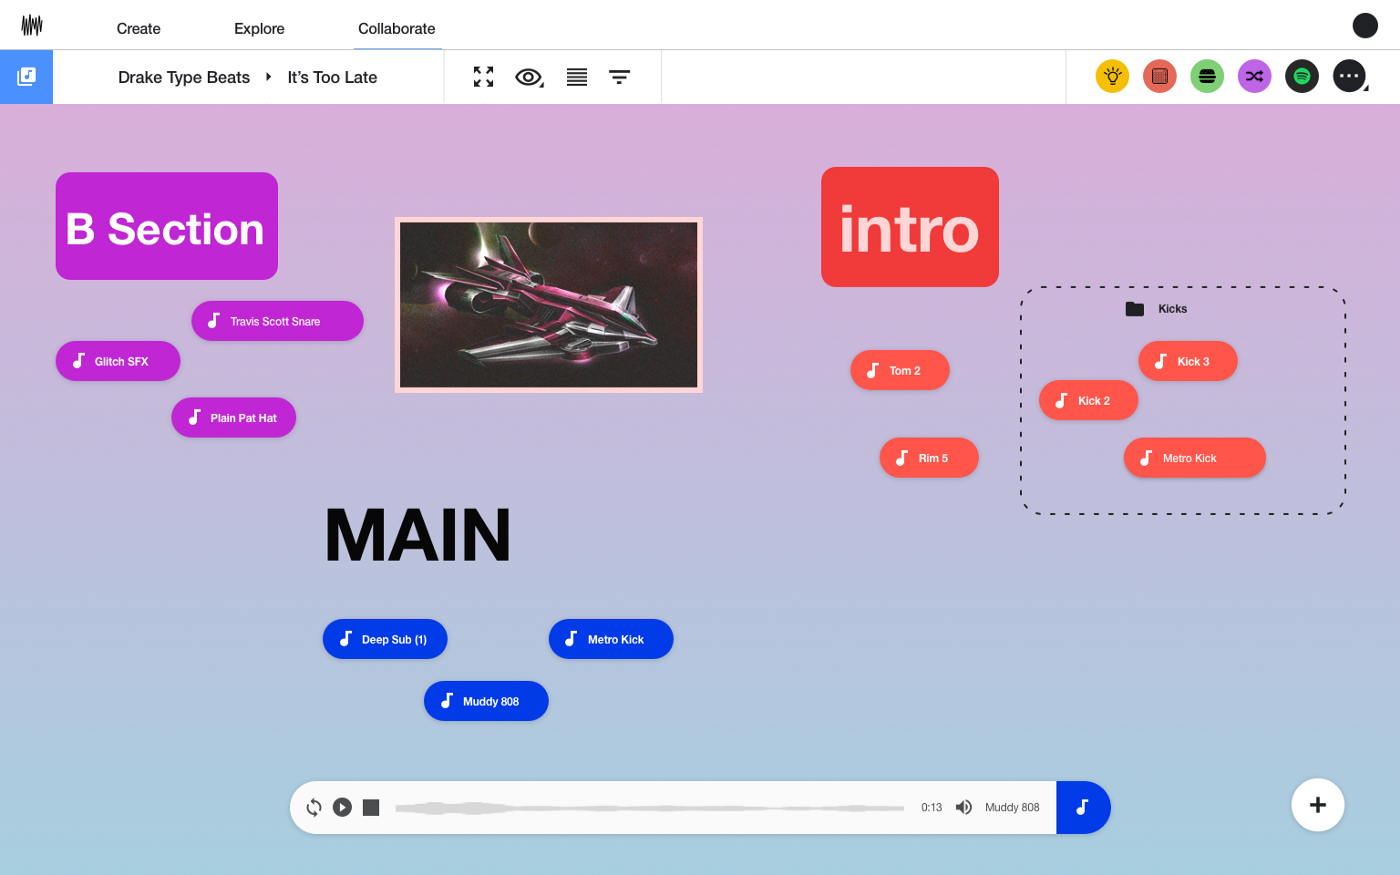 Create
Explore
Collaborate
Drake Type Beats
It's Too Late
B Section
Travis Scott Snare
Glitch SFX
Plain Pat Hat
intro
Kicks
Kick 3
Tom 2
Kick 2
Rim 5
Metro Kick
MAIN
Deep Sub (1)
Metro Kick
Muddy 808
0:13
Muddy 808